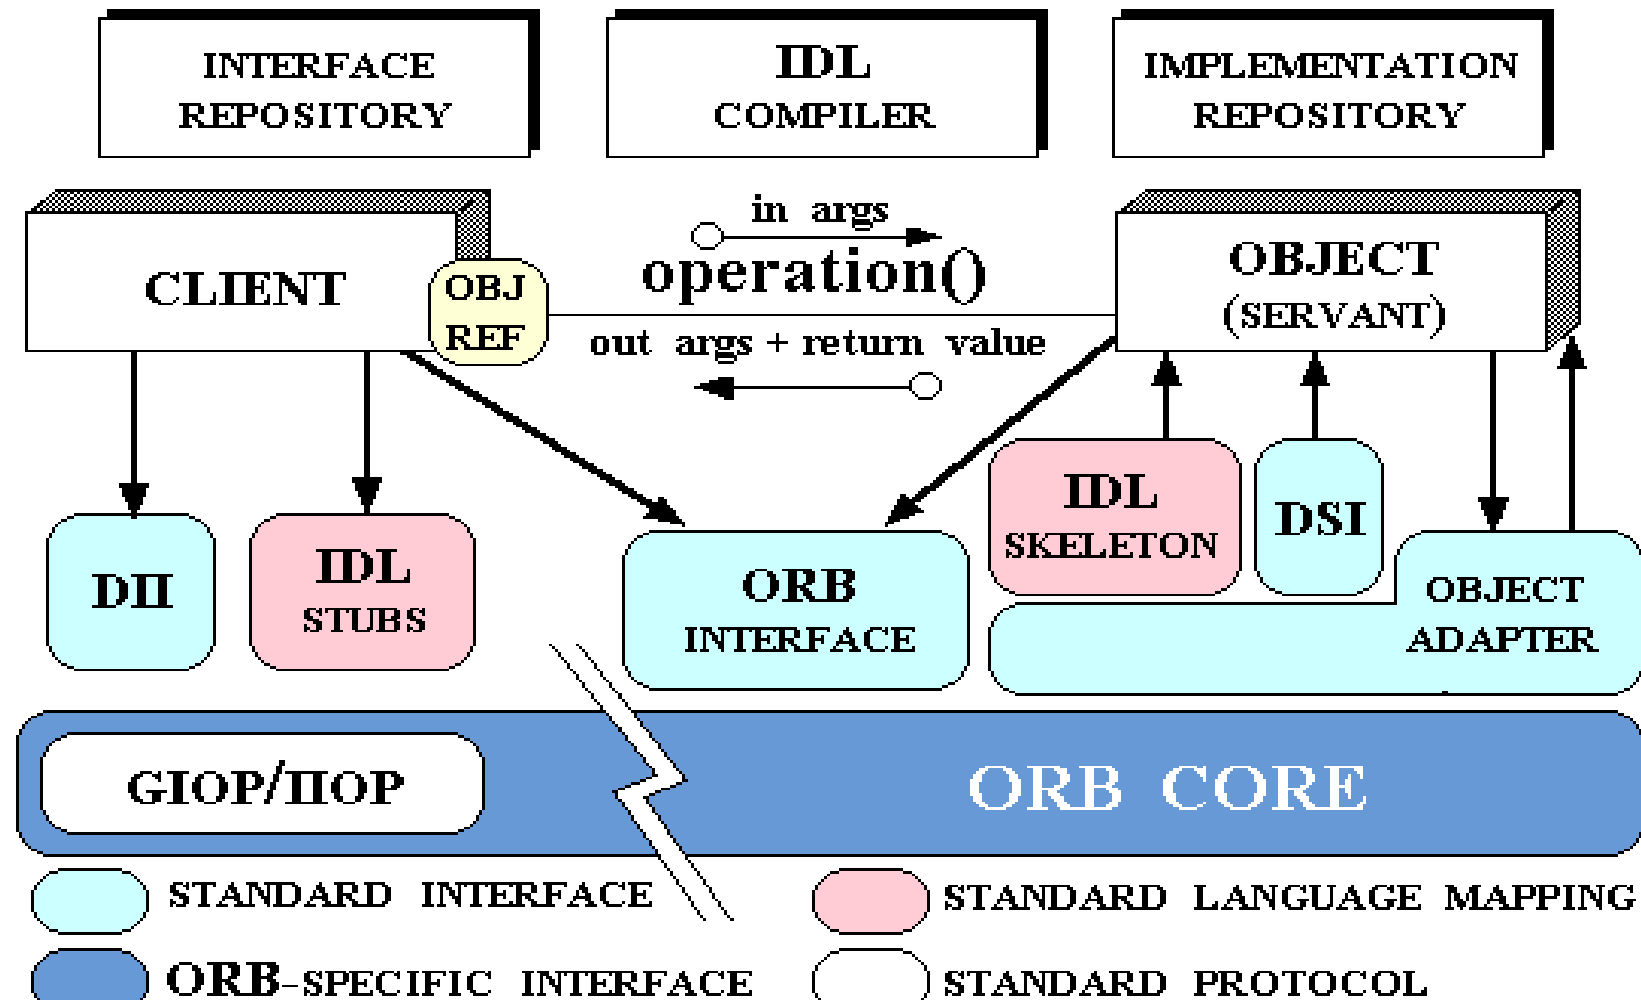 INTERFACE
REPOSITORY
IDL
COMPILER
IMPLEMENTATION
REPOSITORY
CLIENT
OBJ
REF
in args
operation()
out args + return value
OBJECT
(SERVANT)
DII
IDL
STUBS
ORB
INTERFACE
IDL
SKELETON
DSI
OBJECT
ADAPTER
GIOP/IIOP
ORB CORE
STANDARD INTERFACE
STANDARD LANGUAGE MAPPING
ORB-SPECIFIC INTERFACE
STANDARD PROTOCOL